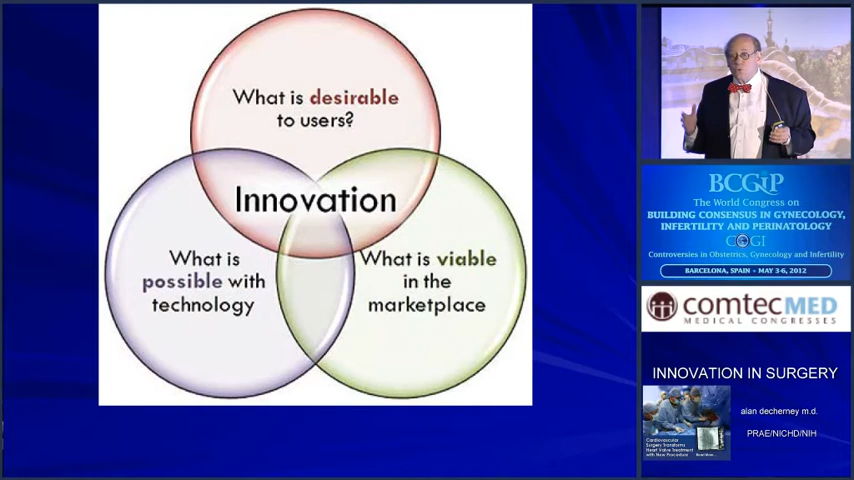 What is desirable
to users?
Innovation
What is
possible with
technology
What is viable
in the
marketplace
BCGIP
The World Congress on
BUILDING CONSENSUS IN GYNECOLOGY,
INFERTILITY AND PERINATOLOGY
COGI
Controversies in Obstetrics, Gynecology and Infertility
BARCELONA, SPAIN • MAY 3-6, 2012
comtecMED
MEDICAL CONGRESSES
INNOVATION IN SURGERY
alan decherney m.d.
PRAE/NICHD/NIH
Cardiovascular
Surgery Transforms
Heart Valve Treatment
with New Procedure
Read More...